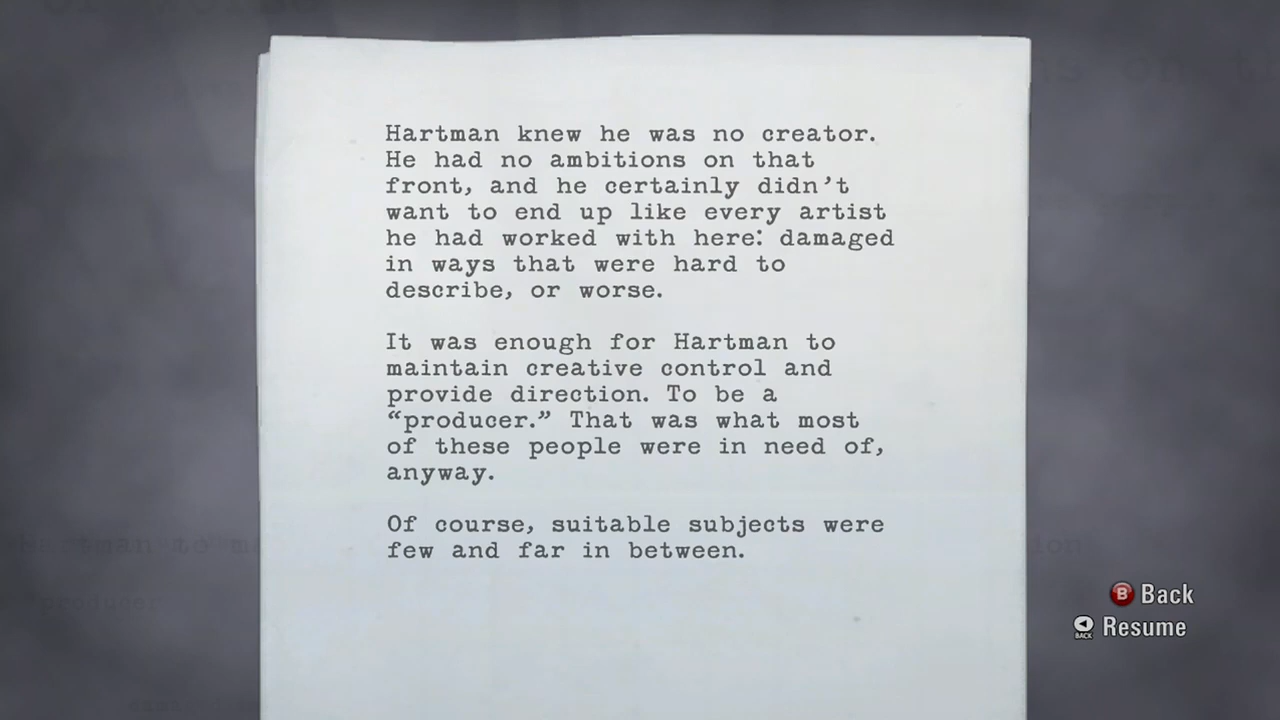 Hartman knew he was no creator.
He had no ambitions on that
front, and he certainly didn’t
want to end up like every artist
he had worked with here: damaged
in ways that were hard to
describe, or worse.
It was enough for Hartman to
maintain creative control and
provide direction. To be a
“producer.” That was what most
of these people were in need of,
anyway.
Of course, suitable subjects were
few and far in between.
B Back
BACK Resume